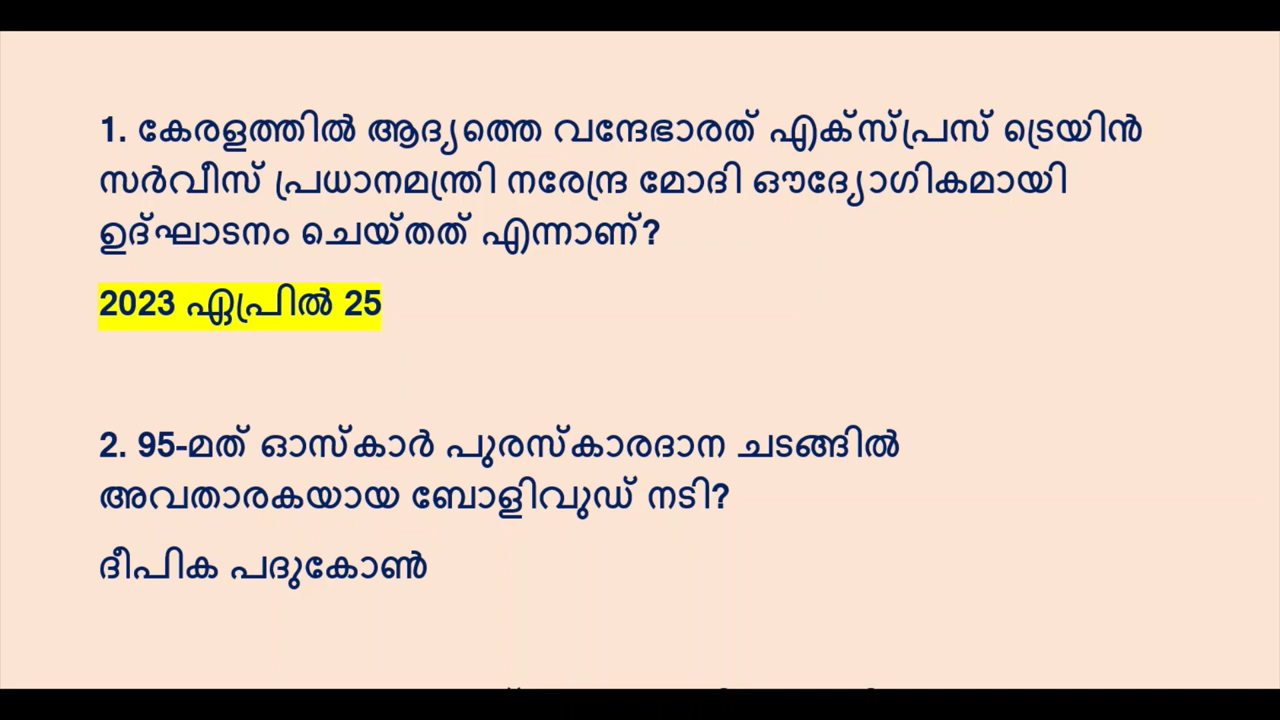 1. കേരളത്തിൽ ആദ്യത്തെ വന്ദേഭാരത് എക്സ്പ്രസ് ട്രെയിൻ
സർവീസ് പ്രധാനമന്ത്രി നരേന്ദ്ര മോദി ഔദ്യോഗികമായി
ഉദ്ഘാടനം ചെയ്തത് എന്നാണ്?
2023 ഏപ്രിൽ 25
2. 95-മത് ഓസ്കാർ പുരസ്കാരദാന ചടങ്ങിൽ
അവതാരകയായ ബോളിവുഡ് നടി?
ദീപിക പദുകോൺ